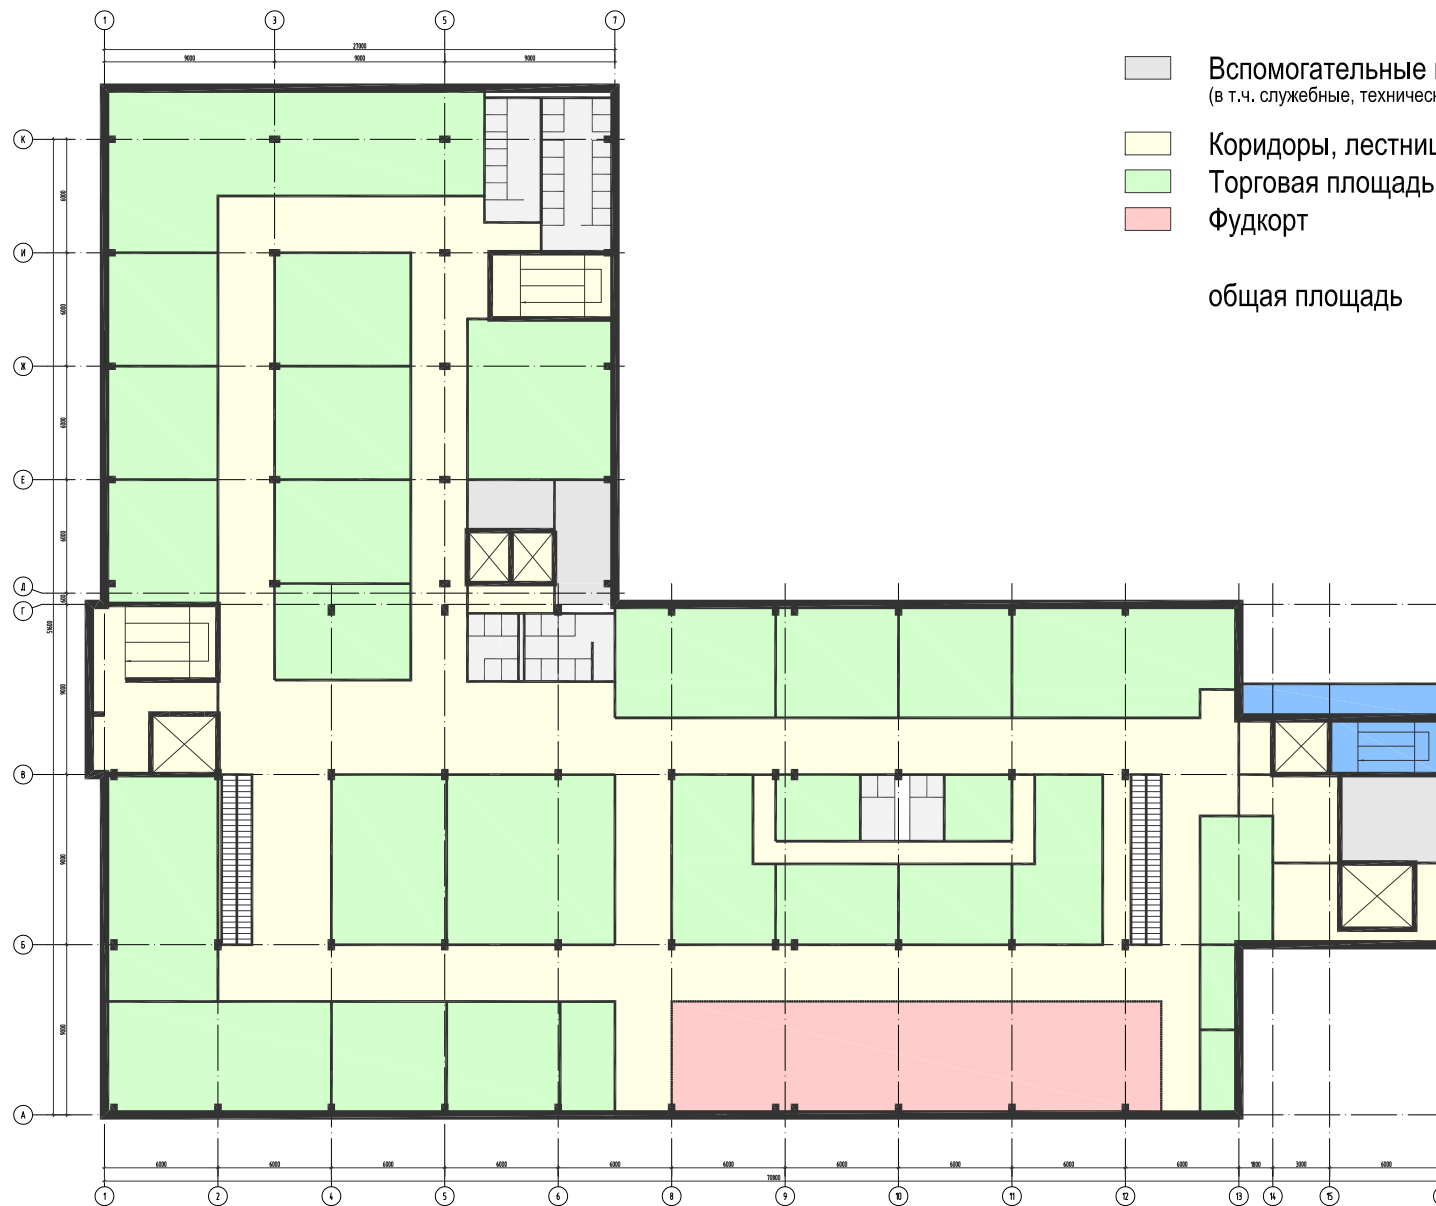 1 3 5 7
27000
9000 9000 9000
Вспомогательные
(в т.ч. служебные, техничес
К
Коридоры, лестниц
Торговая площадь
Фудкорт
6000
И
общая площадь
6000
Ж
6000
Е
6000
Д
600
Г
51600
9000
В
9000
Б
9000
А
6000 6000 6000 6000 6000 6000 6000 6000 6000 1800 3000 6000
70800
1 2 4 5 6 8 9 10 11 12 13 14 15